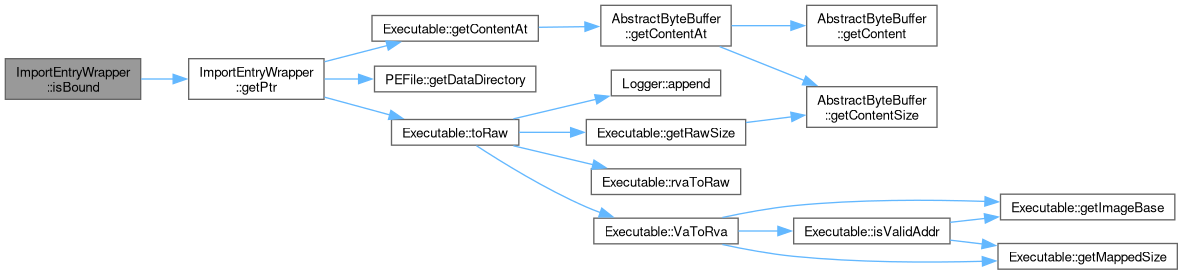 ImportEntryWrapper
::isBound
ImportEntryWrapper
::getPtr
Executable::getContentAt
AbstractByteBuffer
::getContentAt
AbstractByteBuffer
::getContent
AbstractByteBuffer
::getContentSize
PEFile::getDataDirectory
Executable::toRaw
Logger::append
Executable::getRawSize
Executable::rvaToRaw
Executable::VaToRva
Executable::isValidAddr
Executable::getImageBase
Executable::getMappedSize